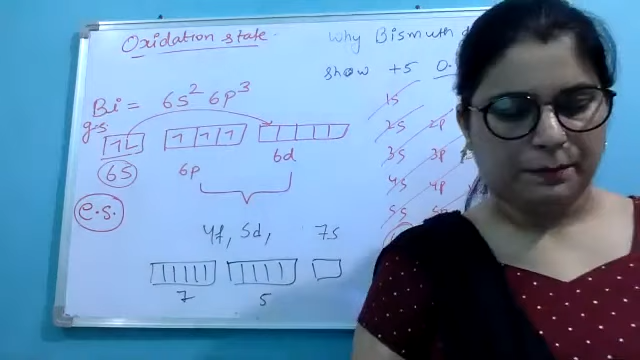 Oxidation state
why Bismuth
show +5 O.
Bi = 6S² 6p³
g.s
6S
6p
6d
e.s.
4f, 5d, 7s
7
5
1s
2s 2p
3s 3p
4s 4p
5s